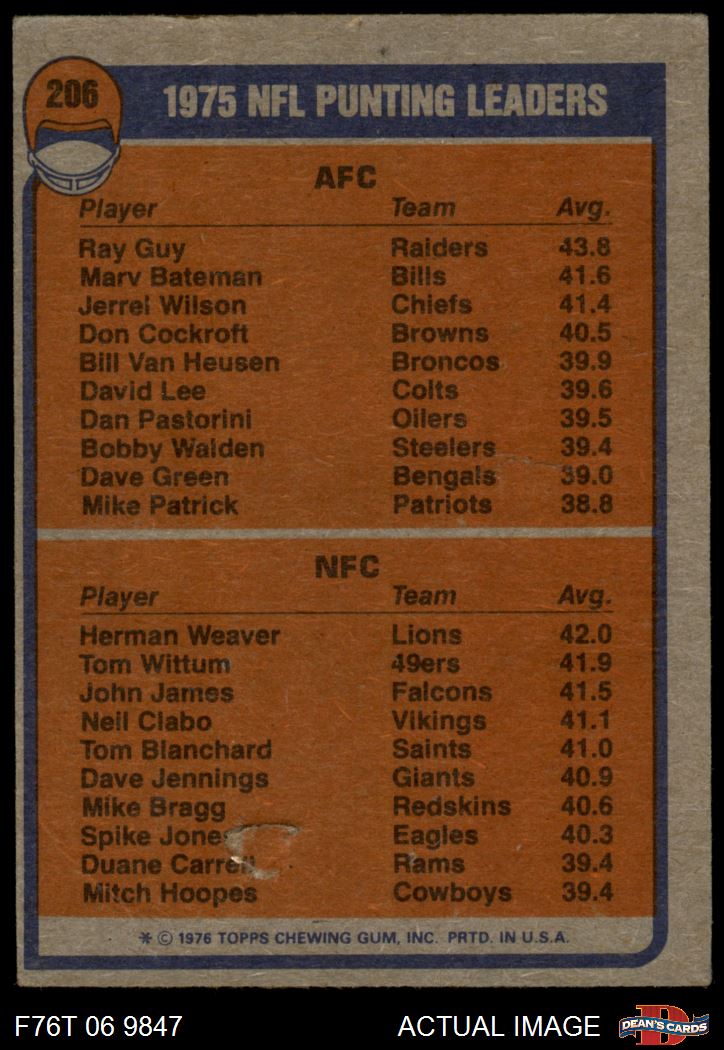 206
1975 NFL PUNTING LEADERS
AFC
Player Team Avg.
Ray Guy Raiders 43.8
Marv Bateman Bills 41.6
Jerrel Wilson Chiefs 41.4
Don Cockroft Browns 40.5
Bill Van Heusen Broncos 39.9
David Lee Colts 39.6
Dan Pastorini Oilers 39.5
Bobby Walden Steelers 39.4
Dave Green Bengals 39.0
Mike Patrick Patriots 38.8
NFC
Player Team Avg.
Herman Weaver Lions 42.0
Tom Wittum 49ers 41.9
John James Falcons 41.5
Neil Clabo Vikings 41.1
Tom Blanchard Saints 41.0
Dave Jennings Giants 40.9
Mike Bragg Redskins 40.6
Spike Jones Eagles 40.3
Duane Carrell Rams 39.4
Mitch Hoopes Cowboys 39.4
* © 1976 TOPPS CHEWING GUM, INC. PRTD. IN U.S.A.
F76T 06 9847 ACTUAL IMAGE D DEAN'S CARDS